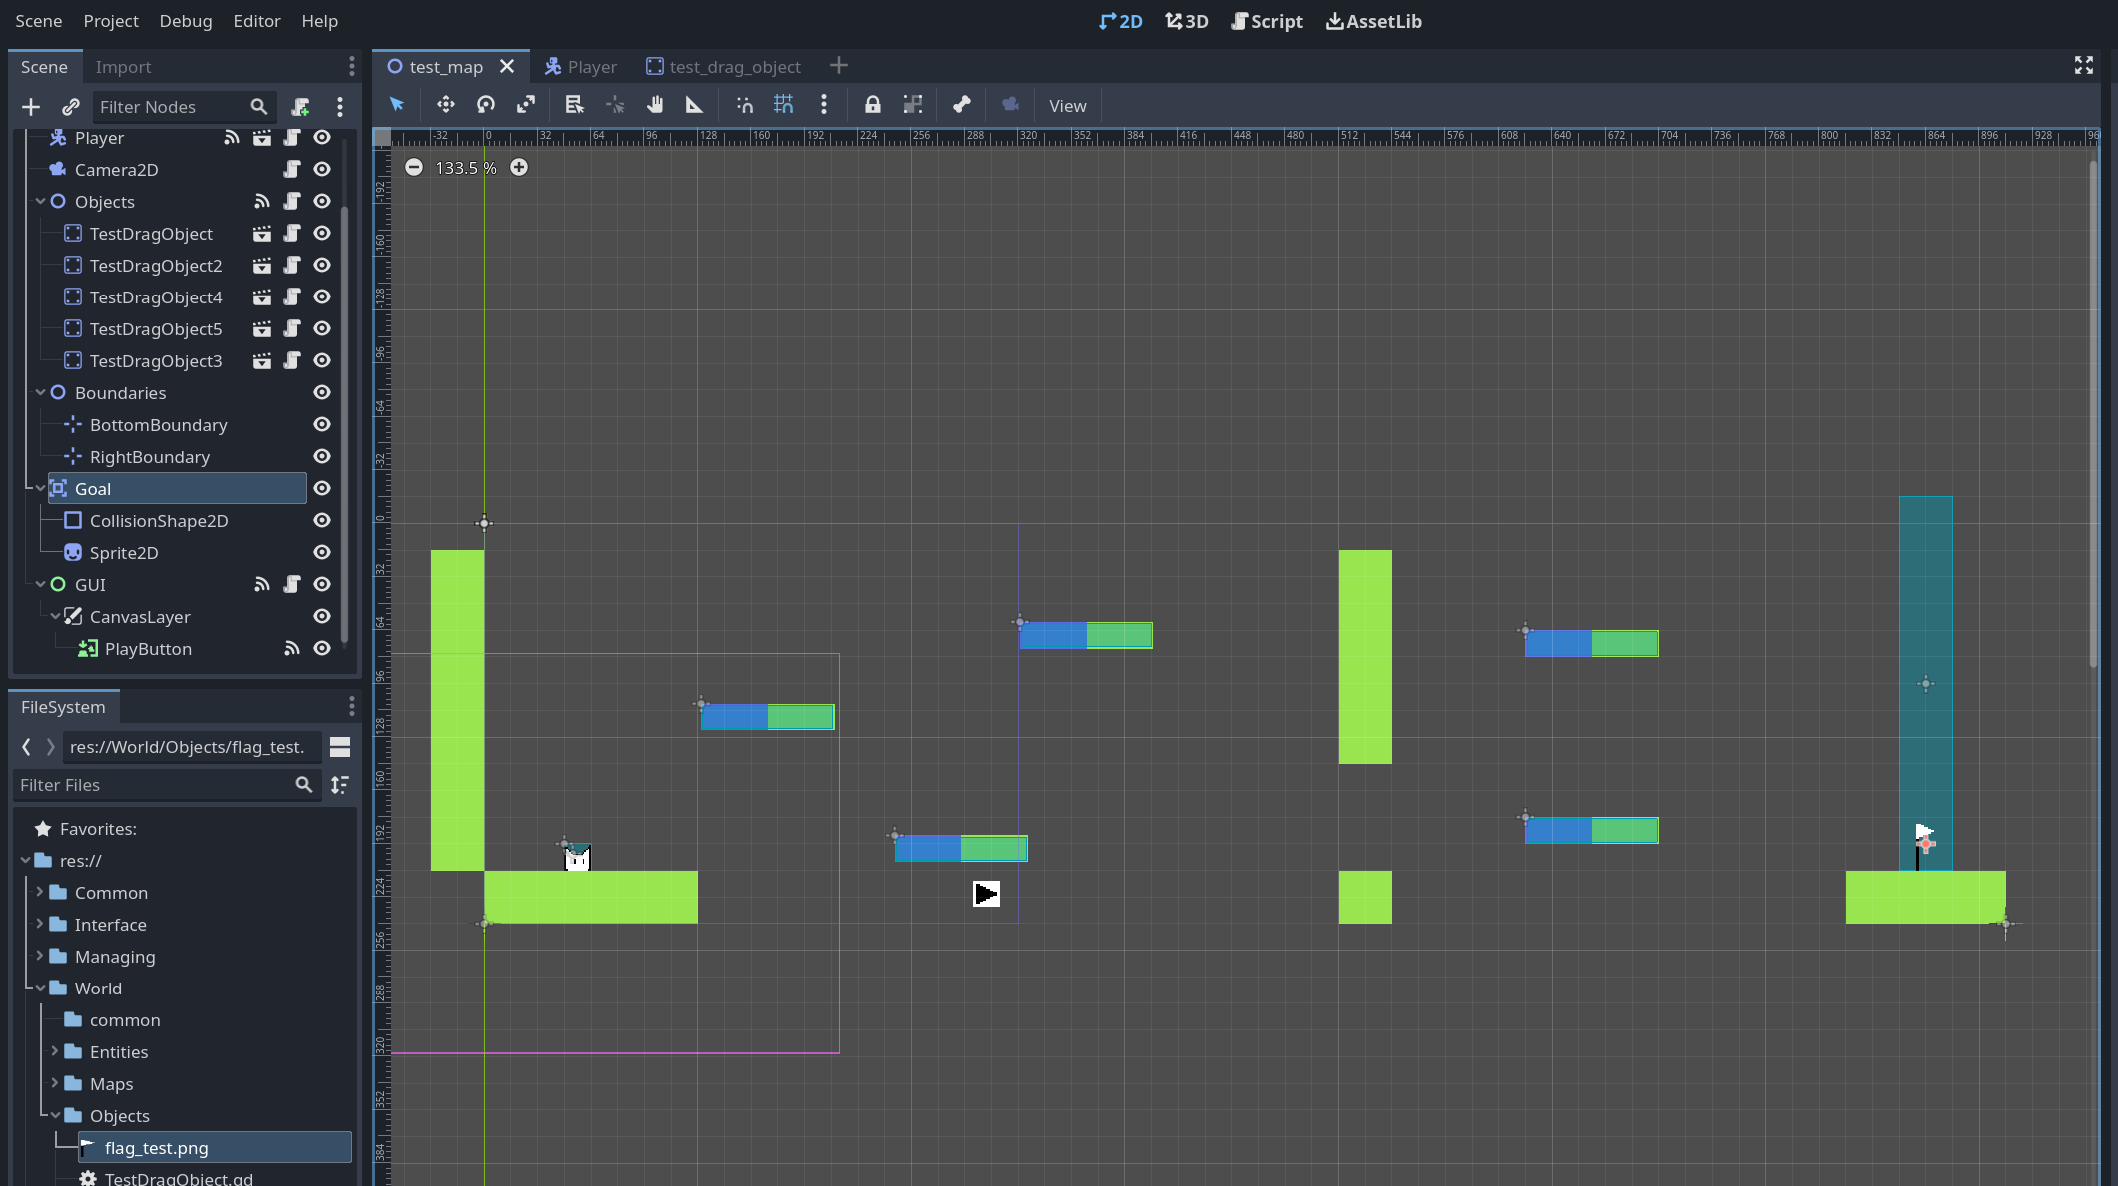 Scene Project Debug Editor Help 2D 3D Script AssetLib
Scene Import test_map Player test_drag_object
Filter Nodes View
-32 0 32 64 96 128 160 192 224 256 288 320 352 384 416 448 480 512 544 576 608 640 672 704 736 768 800 832 864 896 928 96
133.5 %
Player
Camera2D
Objects
TestDragObject
TestDragObject2
TestDragObject4
TestDragObject5
TestDragObject3
Boundaries
BottomBoundary
RightBoundary
Goal
CollisionShape2D
Sprite2D
GUI
CanvasLayer
PlayButton
-192
-160
-128
-96
-64
-32
0
32
64
96
128
160
192
224
256
288
320
352
384
FileSystem
res://World/Objects/flag_test.
Filter Files
Favorites:
res://
Common
Interface
Managing
World
common
Entities
Maps
Objects
flag_test.png
TestDragObject.gd